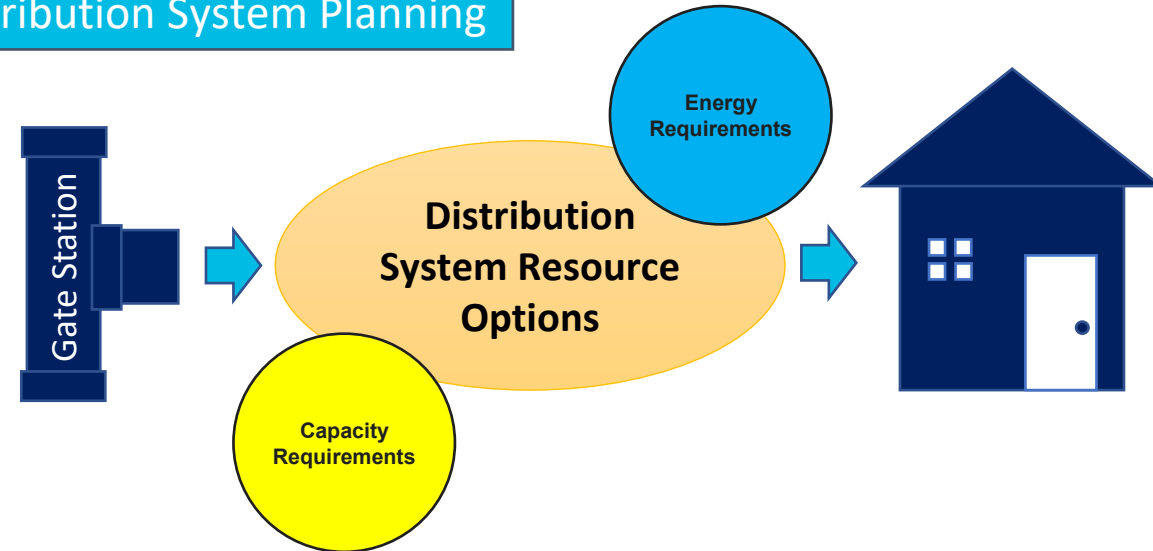 ribution System Planning
Energy
Requirements
Gate Station
Distribution
System Resource
Options
Capacity
Requirements